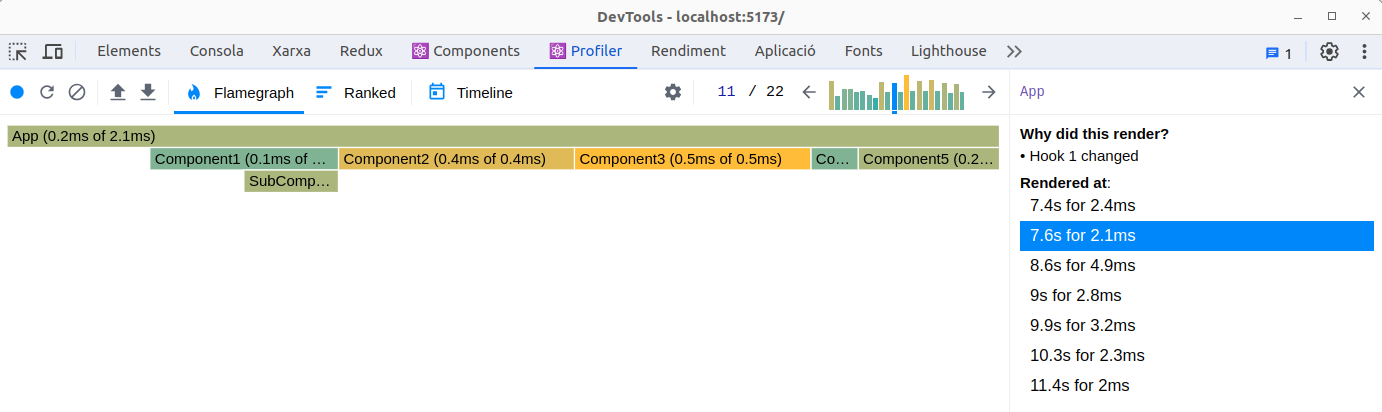 DevTools - localhost:5173/
Elements Consola Xarxa Redux Components Profiler Rendiment Aplicació Fonts Lighthouse 1
Flamegraph Ranked Timeline 11 / 22 App
App (0.2ms of 2.1ms)
Component1 (0.1ms of … Component2 (0.4ms of 0.4ms) Component3 (0.5ms of 0.5ms) Co… Component5 (0.2…
SubComp…
Why did this render?
• Hook 1 changed
Rendered at:
7.4s for 2.4ms
7.6s for 2.1ms
8.6s for 4.9ms
9s for 2.8ms
9.9s for 3.2ms
10.3s for 2.3ms
11.4s for 2ms